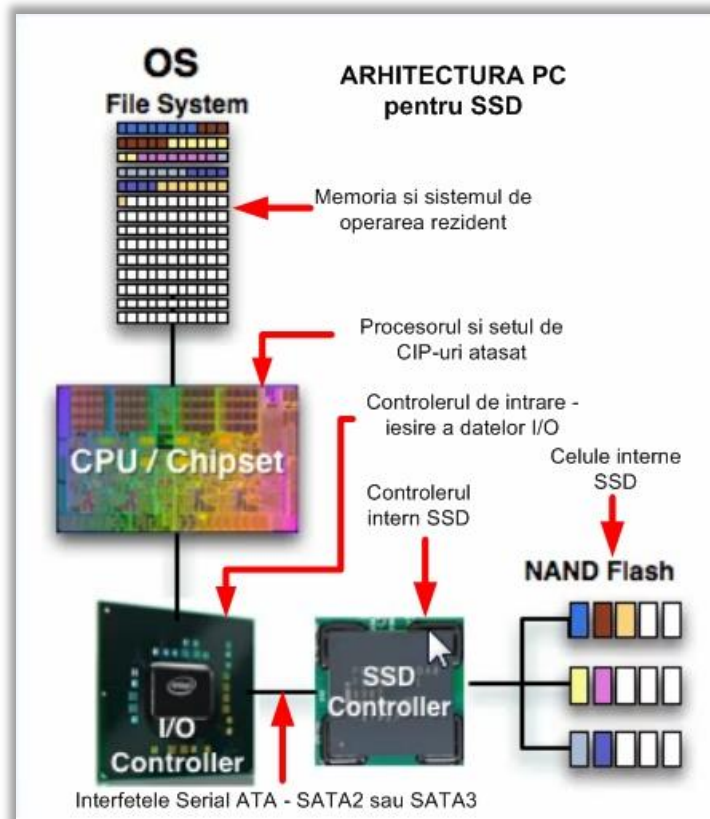 OS
File System
ARHITECTURA PC
pentru SSD
Memoria si sistemul de
operarea rezident
Procesorul si setul de
CIP-uri atasat
CPU / Chipset
Controlerul de intrare -
iesire a datelor I/O
Controlerul
intern SSD
Celule interne
SSD
NAND Flash
intel
I/O
Controller
SSD
Controller
Interfetele Serial ATA - SATA2 sau SATA3